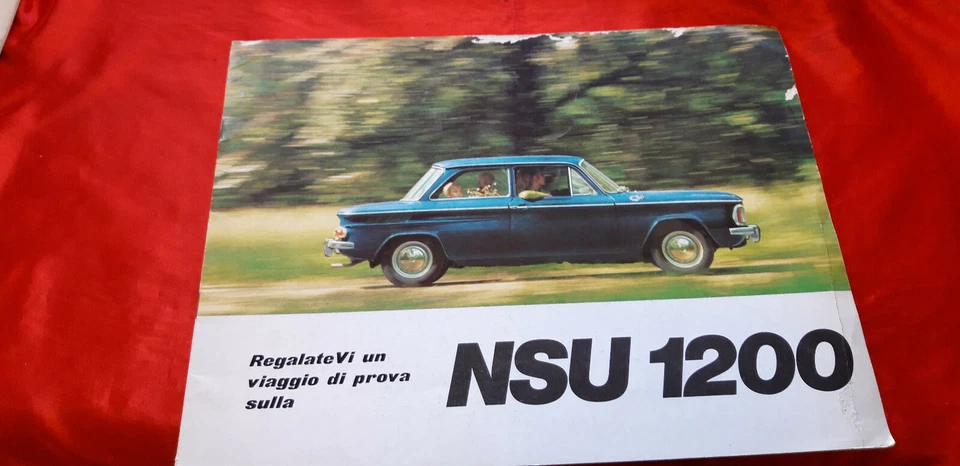 RegalateVi un
viaggio di prova
sulla
NSU 1200